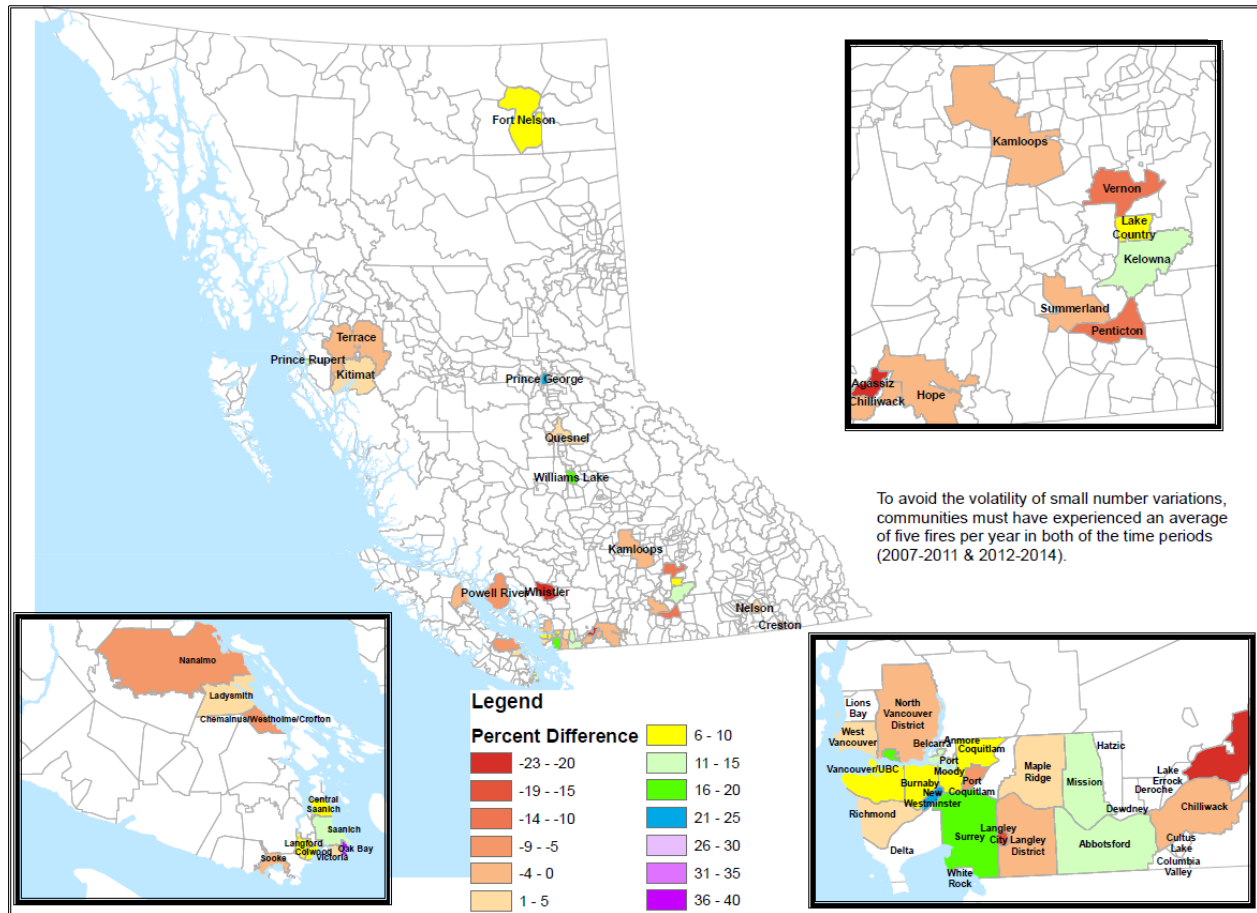 Fort Nelson
Terrace
Prince Rupert
Kitimat
Prince George
Quesnel
Williams Lake
Kamloops
Powell River
Whistler
Nelson
Creston
Kamloops
Vernon
Lake
Country
Kelowna
Summerland
Penticton
Agassiz
Chilliwack
Hope
To avoid the volatility of small number variations,
communities must have experienced an average
of five fires per year in both of the time periods
(2007-2011 & 2012-2014).
Nanaimo
Ladysmith
Chemainus/Westholme/Crofton
Central
Saanich
Saanich
Langford
Colwood
Oak Bay
Victoria
Sooke
Legend
Percent Difference
-23 - -20
-19 - -15
-14 - -10
-9 - -5
-4 - 0
1 - 5
6 - 10
11 - 15
16 - 20
21 - 25
26 - 30
31 - 35
36 - 40
Lions
Bay
North
Vancouver
District
West
Vancouver
Belcarra
Anmore
Coquitlam
Port
Moody
Vancouver/UBC
Burnaby
New
Westminster
Port
Coquitlam
Maple
Ridge
Hatzic
Mission
Lake
Errock
Deroche
Dewdney
Chilliwack
Richmond
Delta
Surrey
Langley
City
Langley
District
Abbotsford
Cultus
Lake
Columbia
Valley
White
Rock